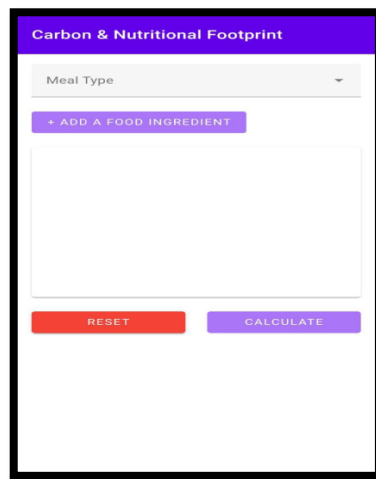 Carbon & Nutritional Footprint
Meal Type
+ ADD A FOOD INGREDIENT
RESET
CALCULATE